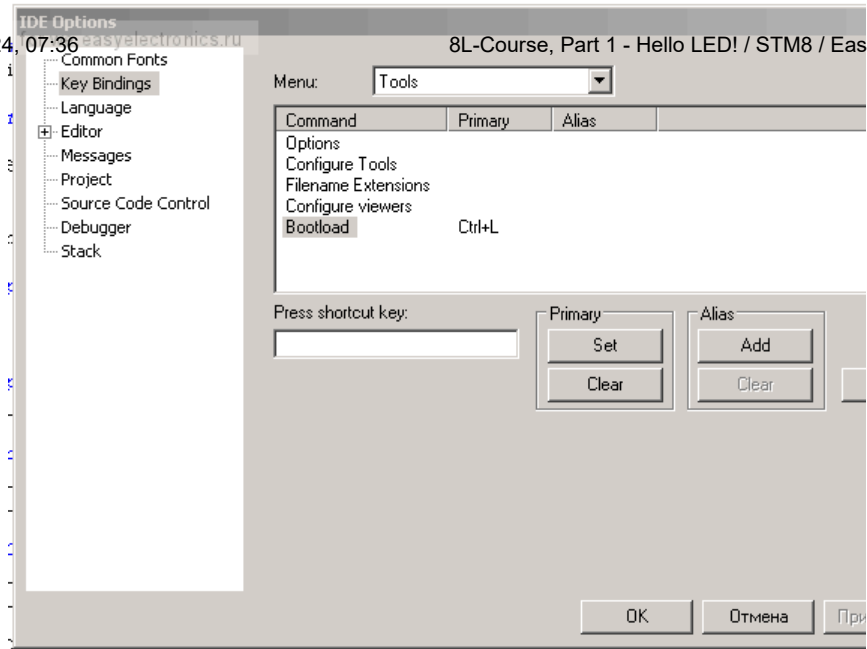 IDE Options
easyelectronics.ru
4, 07:36
8L-Course, Part 1 - Hello LED! / STM8 / Eas
Common Fonts
Key Bindings
Language
Editor
Messages
Project
Source Code Control
Debugger
Stack
Menu:
Tools
Command Primary Alias
Options
Configure Tools
Filename Extensions
Configure viewers
Bootload Ctrl+L
Press shortcut key:
Primary
Set
Clear
Alias
Add
Clear
OK
Отмена
При